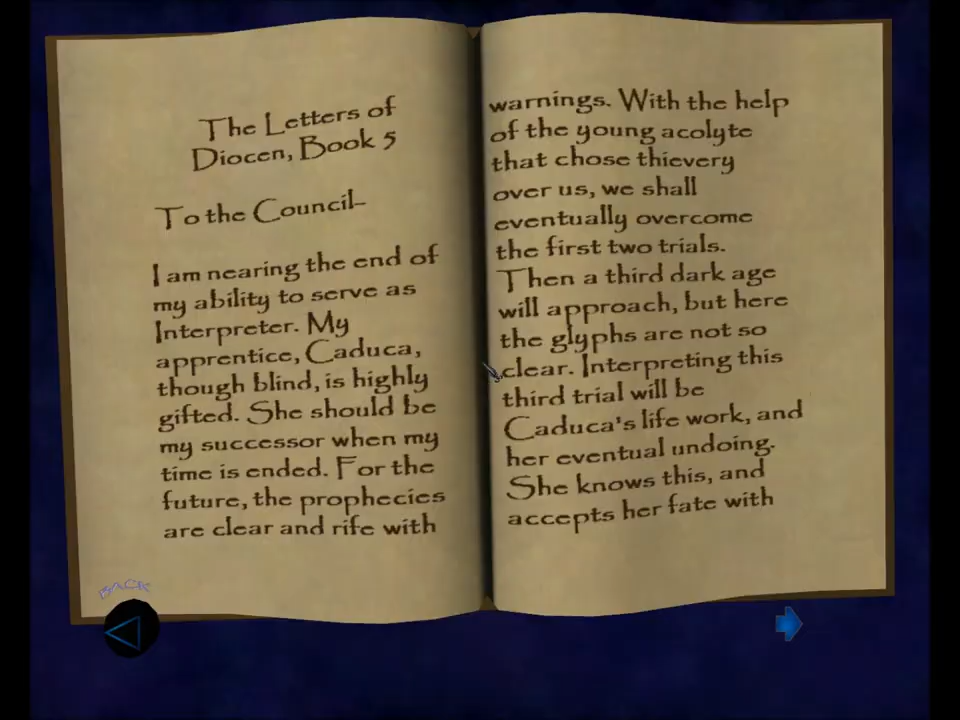 The Letters of
Diocen, Book 5
To the Council-
I am nearing the end of
my ability to serve as
Interpreter. My
apprentice, Caduca,
though blind, is highly
gifted. She should be
my successor when my
time is ended. For the
future, the prophecies
are clear and rife with
warnings. With the help
of the young acolyte
that chose thievery
over us, we shall
eventually overcome
the first two trials.
Then a third dark age
will approach, but here
the glyphs are not so
clear. Interpreting this
third trial will be
Caduca's life work, and
her eventual undoing.
She knows this, and
accepts her fate with
BACK